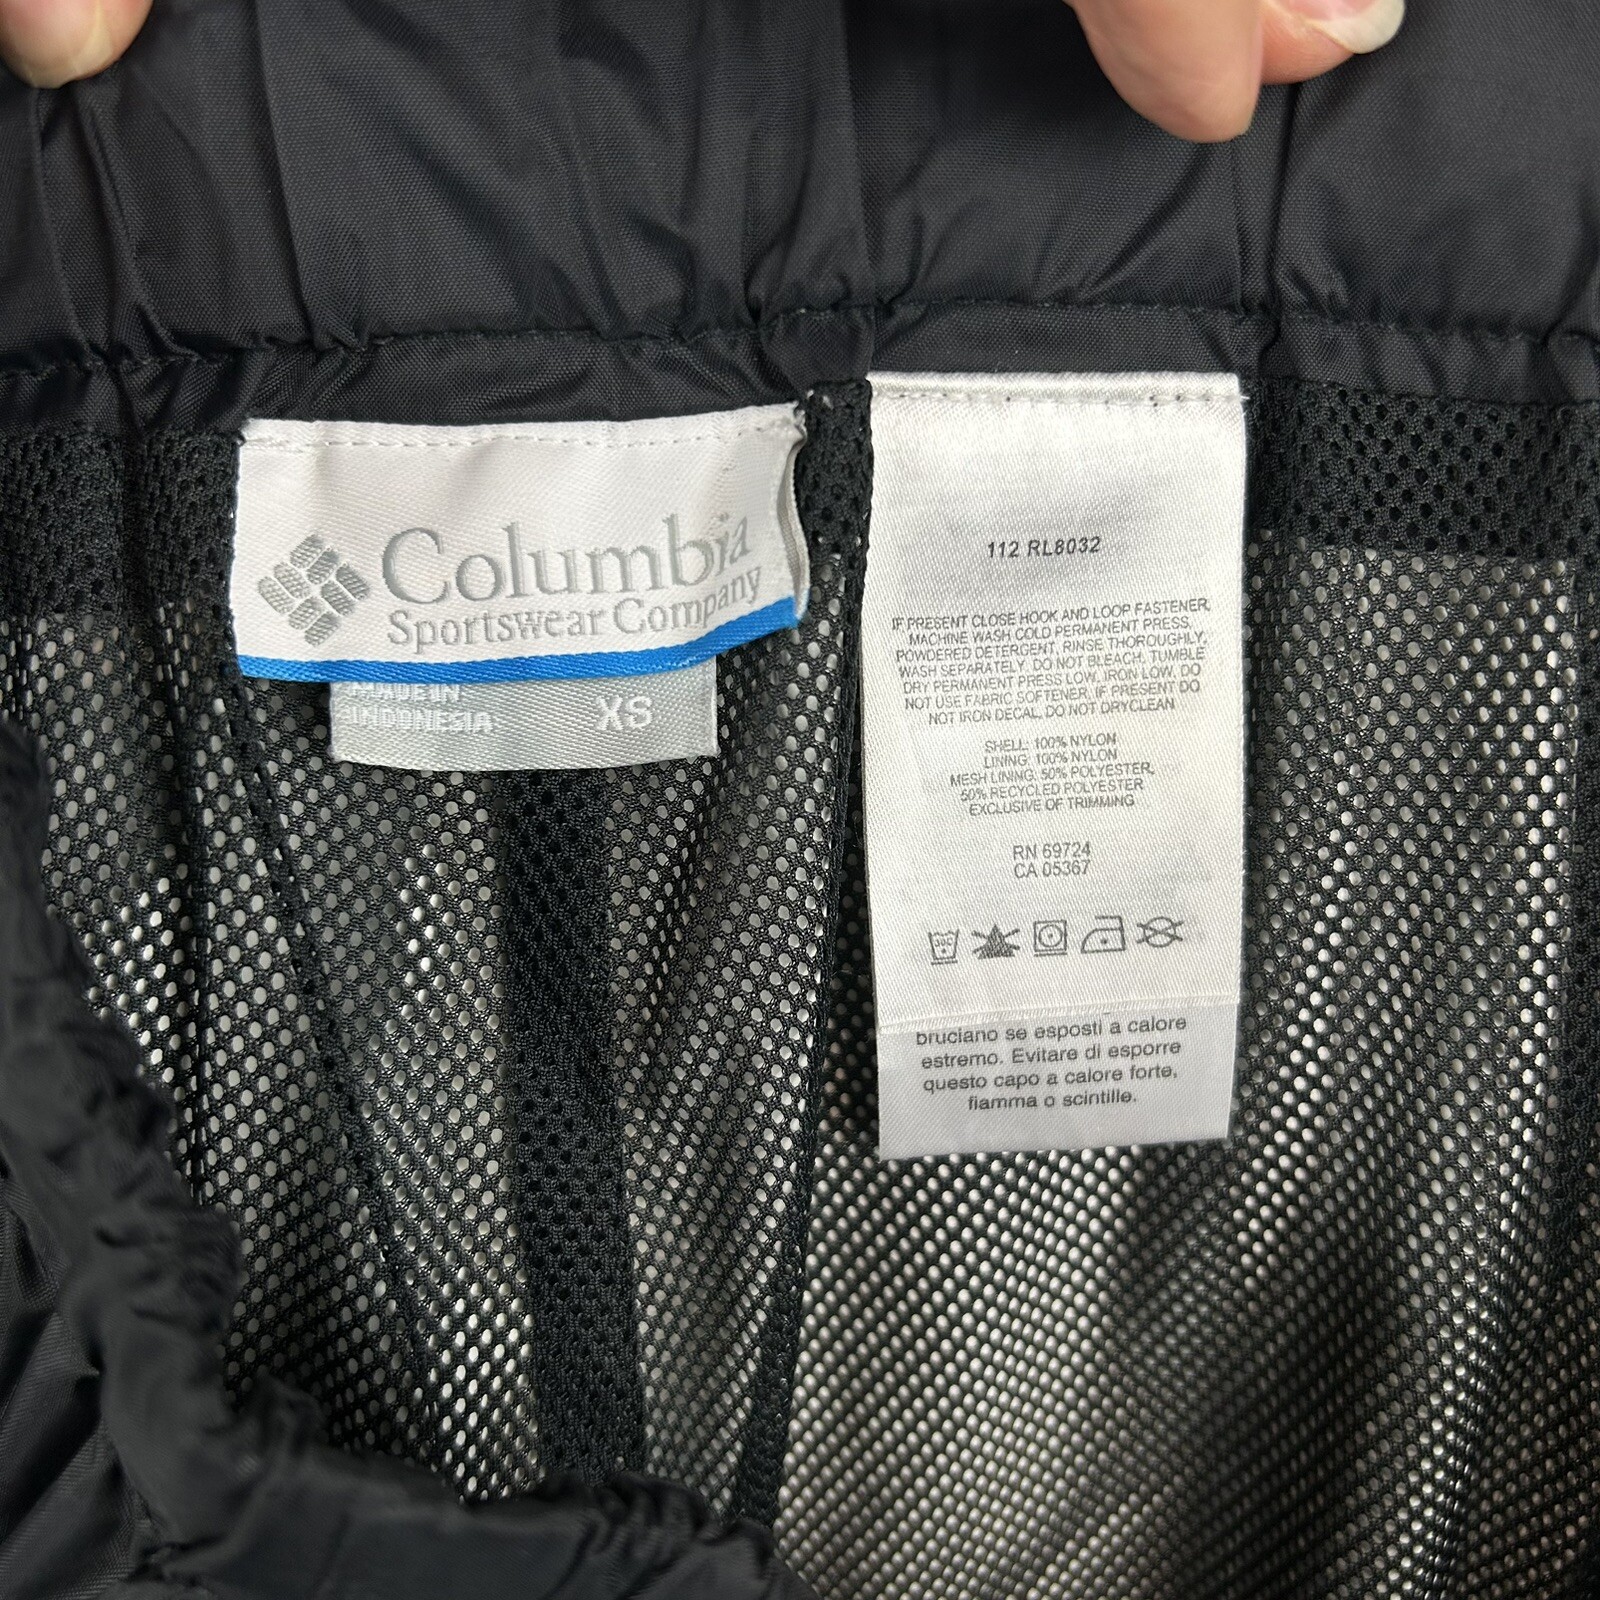 Columbia
Sportswear Company
MADE IN
INDONESIA
XS
112 RL8032
IF PRESENT CLOSE HOOK AND LOOP FASTENER,
MACHINE WASH COLD PERMANENT PRESS,
POWDERED DETERGENT, RINSE THOROUGHLY,
WASH SEPARATELY, DO NOT BLEACH, TUMBLE
DRY PERMANENT PRESS LOW, IRON LOW, DO
NOT USE FABRIC SOFTENER, IF PRESENT DO
NOT IRON DECAL, DO NOT DRYCLEAN
SHELL: 100% NYLON
LINING: 100% NYLON
MESH LINING: 50% POLYESTER,
50% RECYCLED POLYESTER
EXCLUSIVE OF TRIMMING
RN 69724
CA 05367
30C
bruciano se esposti a calore
estremo. Evitare di esporre
questo capo a calore forte,
fiamma o scintille.